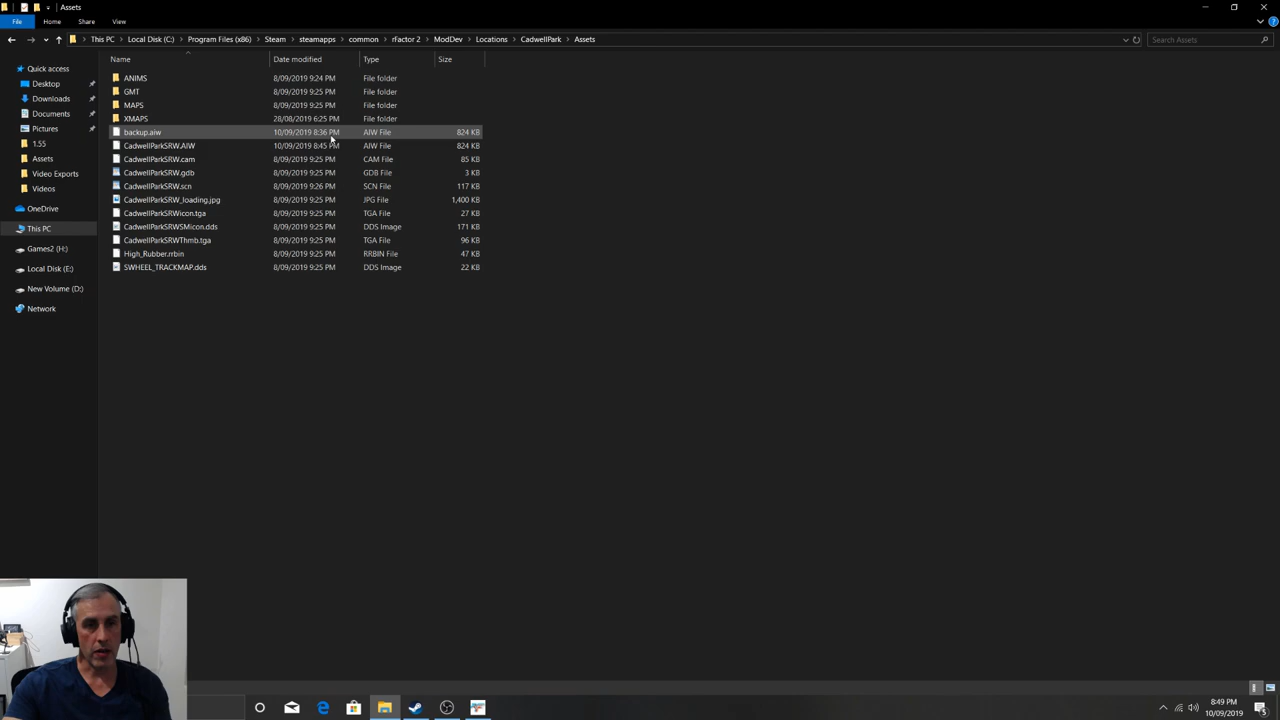 Assets
File Home Share View
This PC Local Disk (C:) Program Files (x86) Steam steamapps common rFactor 2 ModDev Locations CadwellPark Assets
Search Assets
Name Date modified Type Size
Quick access
Desktop
Downloads
Documents
Pictures
1.55
Assets
Video Exports
Videos
OneDrive
This PC
Games2 (H:)
Local Disk (E:)
New Volume (D:)
Network
ANIMS 8/09/2019 9:24 PM File folder
GMT 8/09/2019 9:25 PM File folder
MAPS 8/09/2019 9:25 PM File folder
XMAPS 28/08/2019 6:25 PM File folder
backup.aiw 10/09/2019 8:36 PM AIW File 824 KB
CadwellParkSRW.AIW 10/09/2019 8:45 PM AIW File 824 KB
CadwellParkSRW.cam 8/09/2019 9:25 PM CAM File 85 KB
CadwellParkSRW.gdb 8/09/2019 9:25 PM GDB File 3 KB
CadwellParkSRW.scn 8/09/2019 9:26 PM SCN File 117 KB
CadwellParkSRW_loading.jpg 8/09/2019 9:25 PM JPG File 1,400 KB
CadwellParkSRWicon.tga 8/09/2019 9:25 PM TGA File 27 KB
CadwellParkSRWSMicon.dds 8/09/2019 9:25 PM DDS Image 171 KB
CadwellParkSRWThmb.tga 8/09/2019 9:25 PM TGA File 96 KB
High_Rubber.rrbin 8/09/2019 9:25 PM RRBIN File 47 KB
SWHEEL_TRACKMAP.dds 8/09/2019 9:25 PM DDS Image 22 KB
8:49 PM
10/09/2019
5